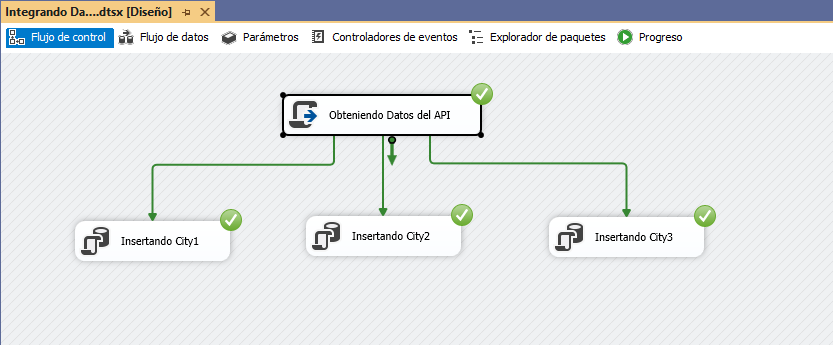 Integrando Da....dtsx [Diseño]
Flujo de control
Flujo de datos
Parámetros
Controladores de eventos
Explorador de paquetes
Progreso
Obteniendo Datos del API
Insertando City1
Insertando City2
Insertando City3